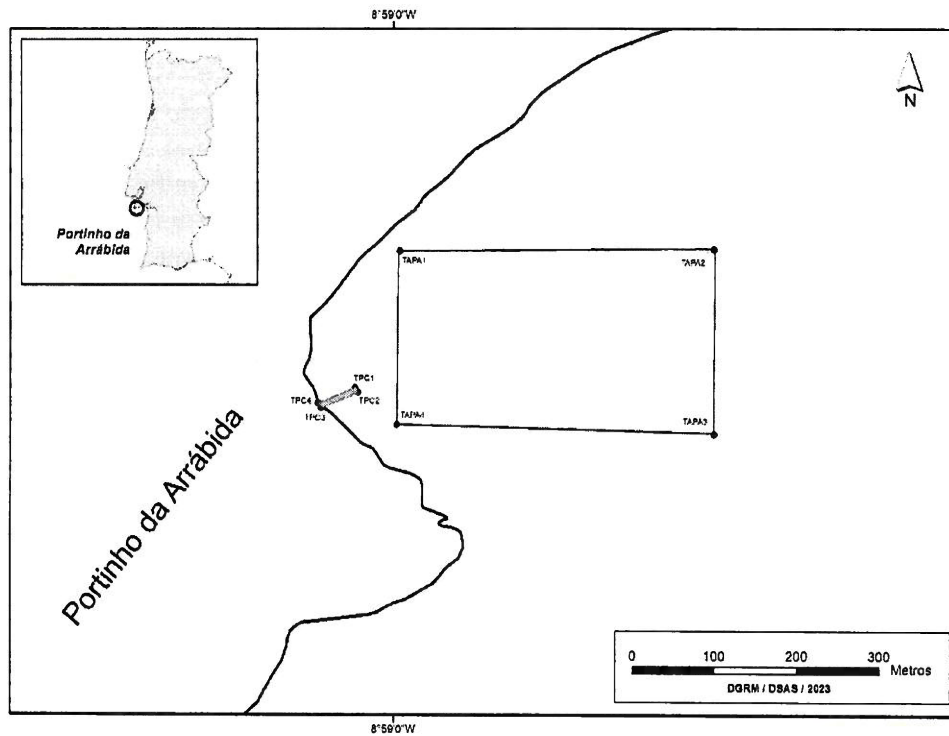 8°59'0"W
N
Portinho da
Arrábida
TAPA1
TAPA2
TPC1
TPC4
TPC2
TPC3
TAPA4
TAPA3
Portinho da Arrábida
0 100 200 300
Metros
DGRM / DSAS / 2023
8°59'0"W